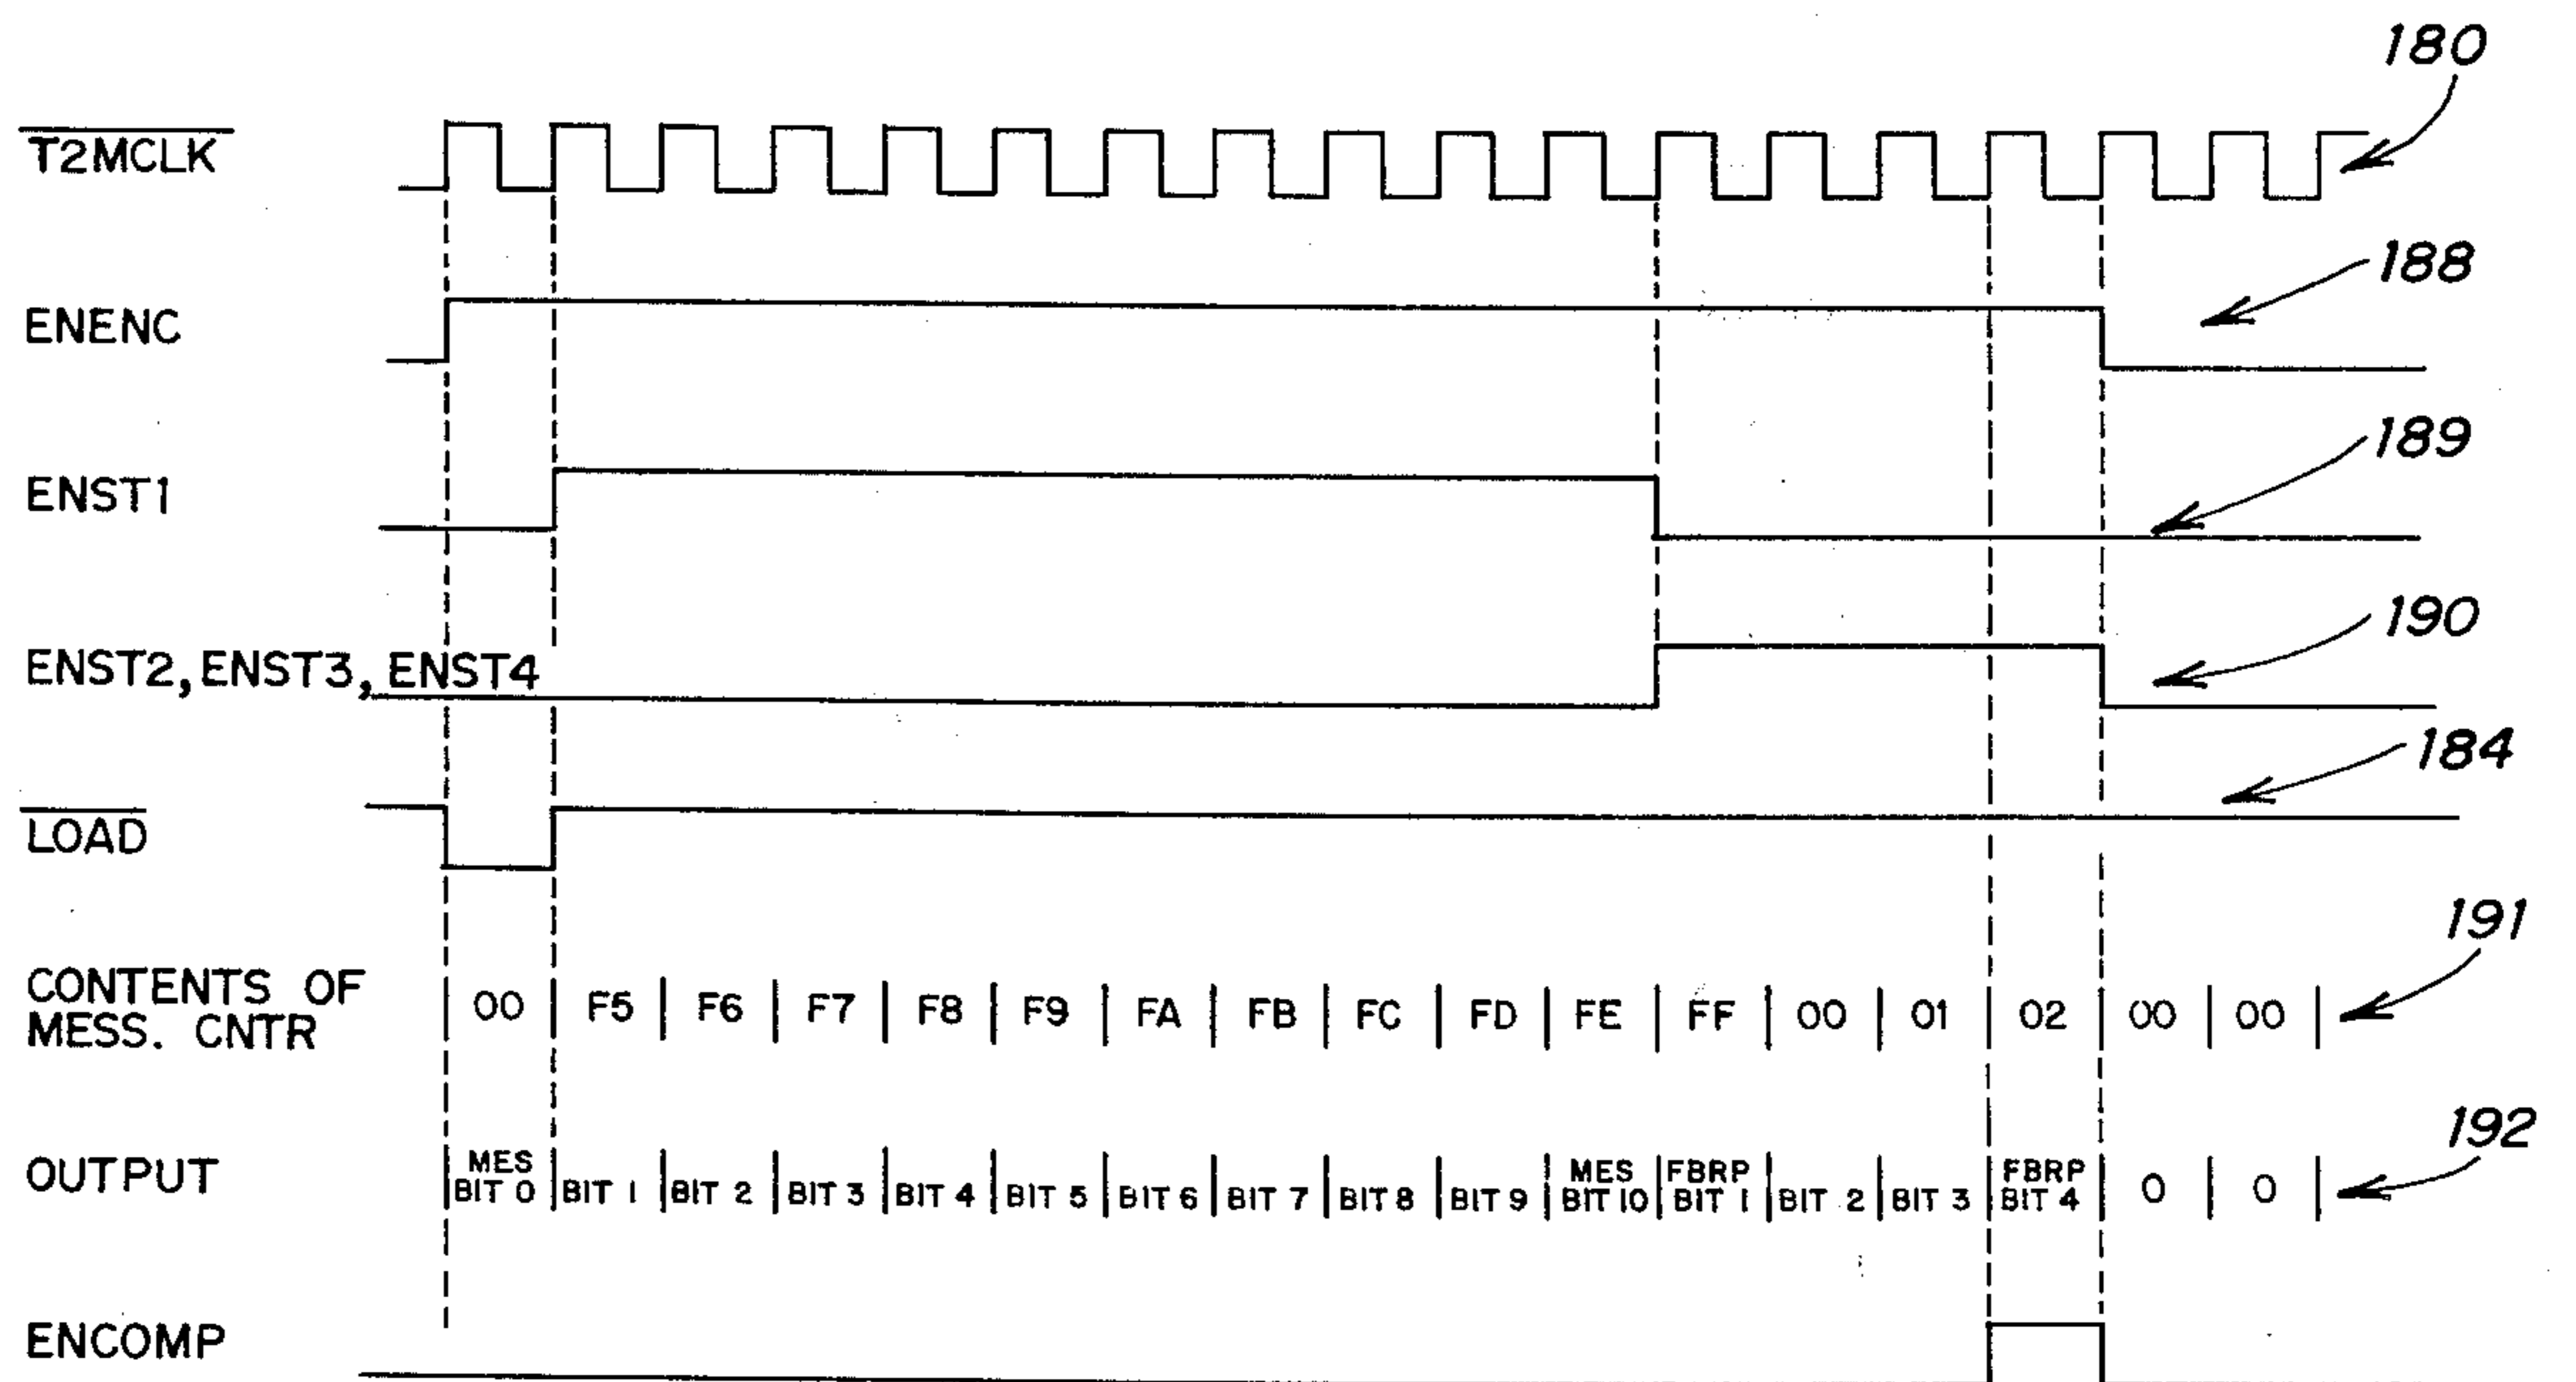 180
T2MCLK
188
ENENC
189
ENST1
190
ENST2, ENST3, ENST4
184
LOAD
191
CONTENTS OF
MESS. CNTR
00 F5 F6 F7 F8 F9 FA FB FC FD FE FF 00 01 02 00 00
192
OUTPUT
MES BIT 0 BIT 1 BIT 2 BIT 3 BIT 4 BIT 5 BIT 6 BIT 7 BIT 8 BIT 9 MES BIT 10 FBRP BIT 1 BIT 2 BIT 3 FBRP BIT 4 0 0
ENCOMP